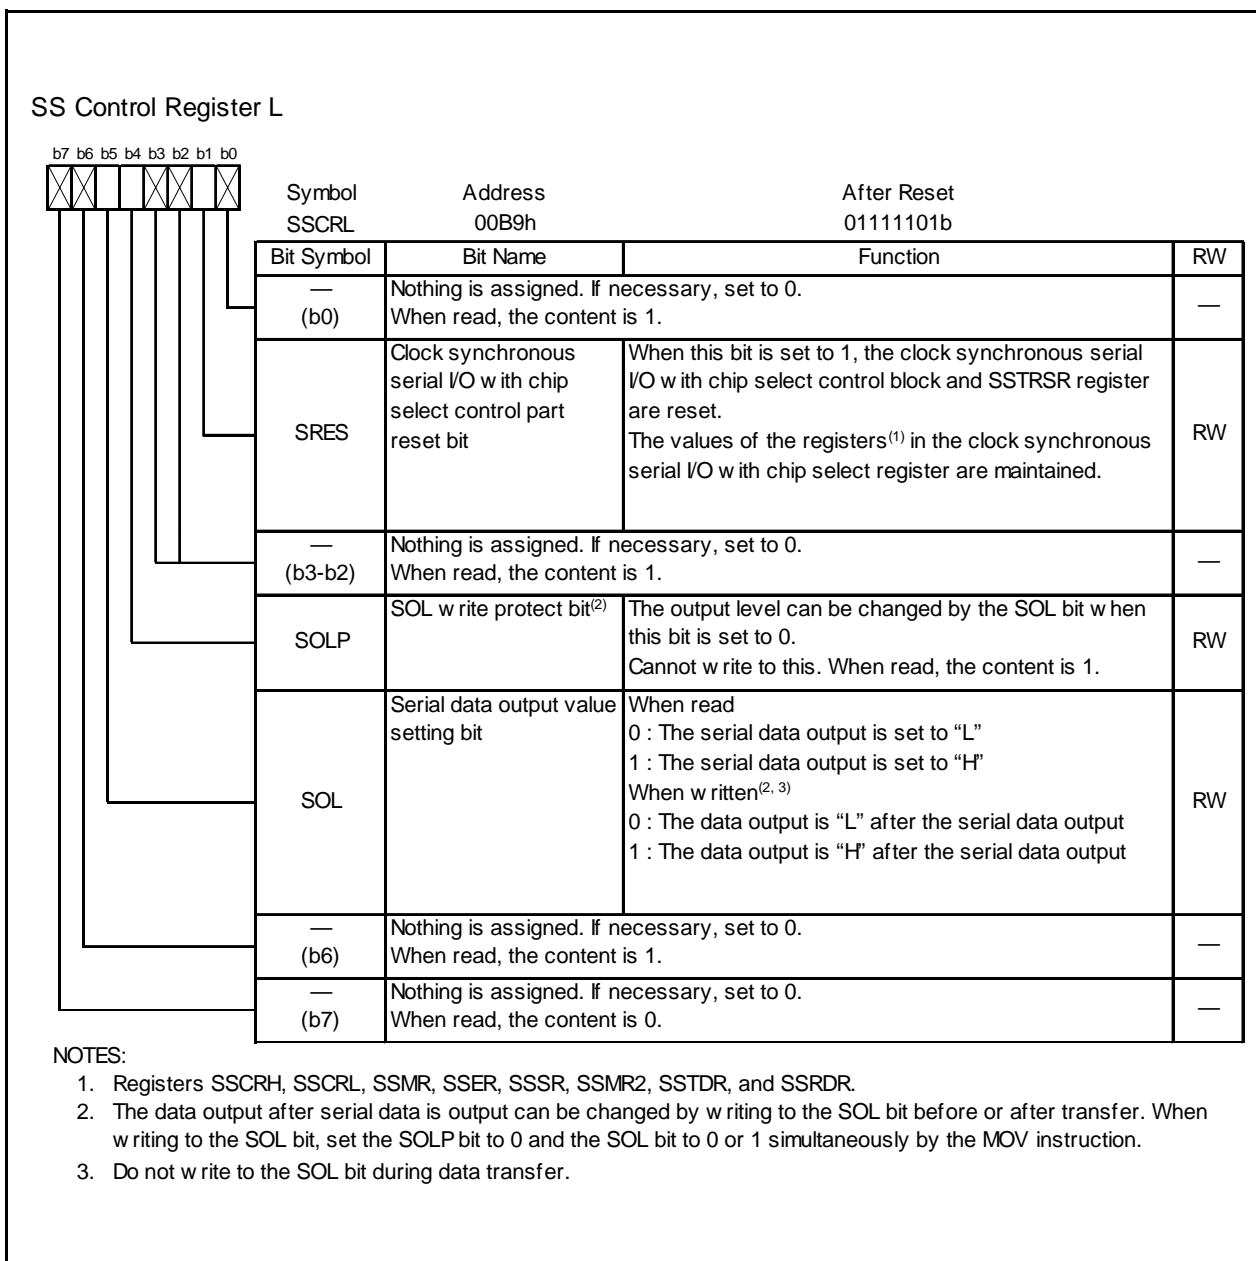 SS Control Register L
b7 b6 b5 b4 b3 b2 b1 b0
Symbol Address After Reset
SSCRL 00B9h 01111101b
Bit Symbol Bit Name Function RW
— Nothing is assigned. If necessary, set to 0. —
(b0) When read, the content is 1.
SRES
Clock synchronous
serial I/O with chip
select control part
reset bit
When this bit is set to 1, the clock synchronous serial
I/O with chip select control block and SSTRSR register
are reset.
The values of the registers(1) in the clock synchronous
serial I/O with chip select register are maintained.
RW
— Nothing is assigned. If necessary, set to 0. —
(b3-b2) When read, the content is 1.
SOLP
SOL write protect bit(2)
The output level can be changed by the SOL bit when
this bit is set to 0.
Cannot write to this. When read, the content is 1.
RW
SOL
Serial data output value
setting bit
When read
0 : The serial data output is set to “L”
1 : The serial data output is set to “H”
When written(2, 3)
0 : The data output is “L” after the serial data output
1 : The data output is “H” after the serial data output
RW
— Nothing is assigned. If necessary, set to 0. —
(b6) When read, the content is 1.
— Nothing is assigned. If necessary, set to 0. —
(b7) When read, the content is 0.
NOTES:
1. Registers SSCRH, SSCRL, SSMR, SSER, SSSR, SSMR2, SSTDR, and SSRDR.
2. The data output after serial data is output can be changed by writing to the SOL bit before or after transfer. When
writing to the SOL bit, set the SOLP bit to 0 and the SOL bit to 0 or 1 simultaneously by the MOV instruction.
3. Do not write to the SOL bit during data transfer.